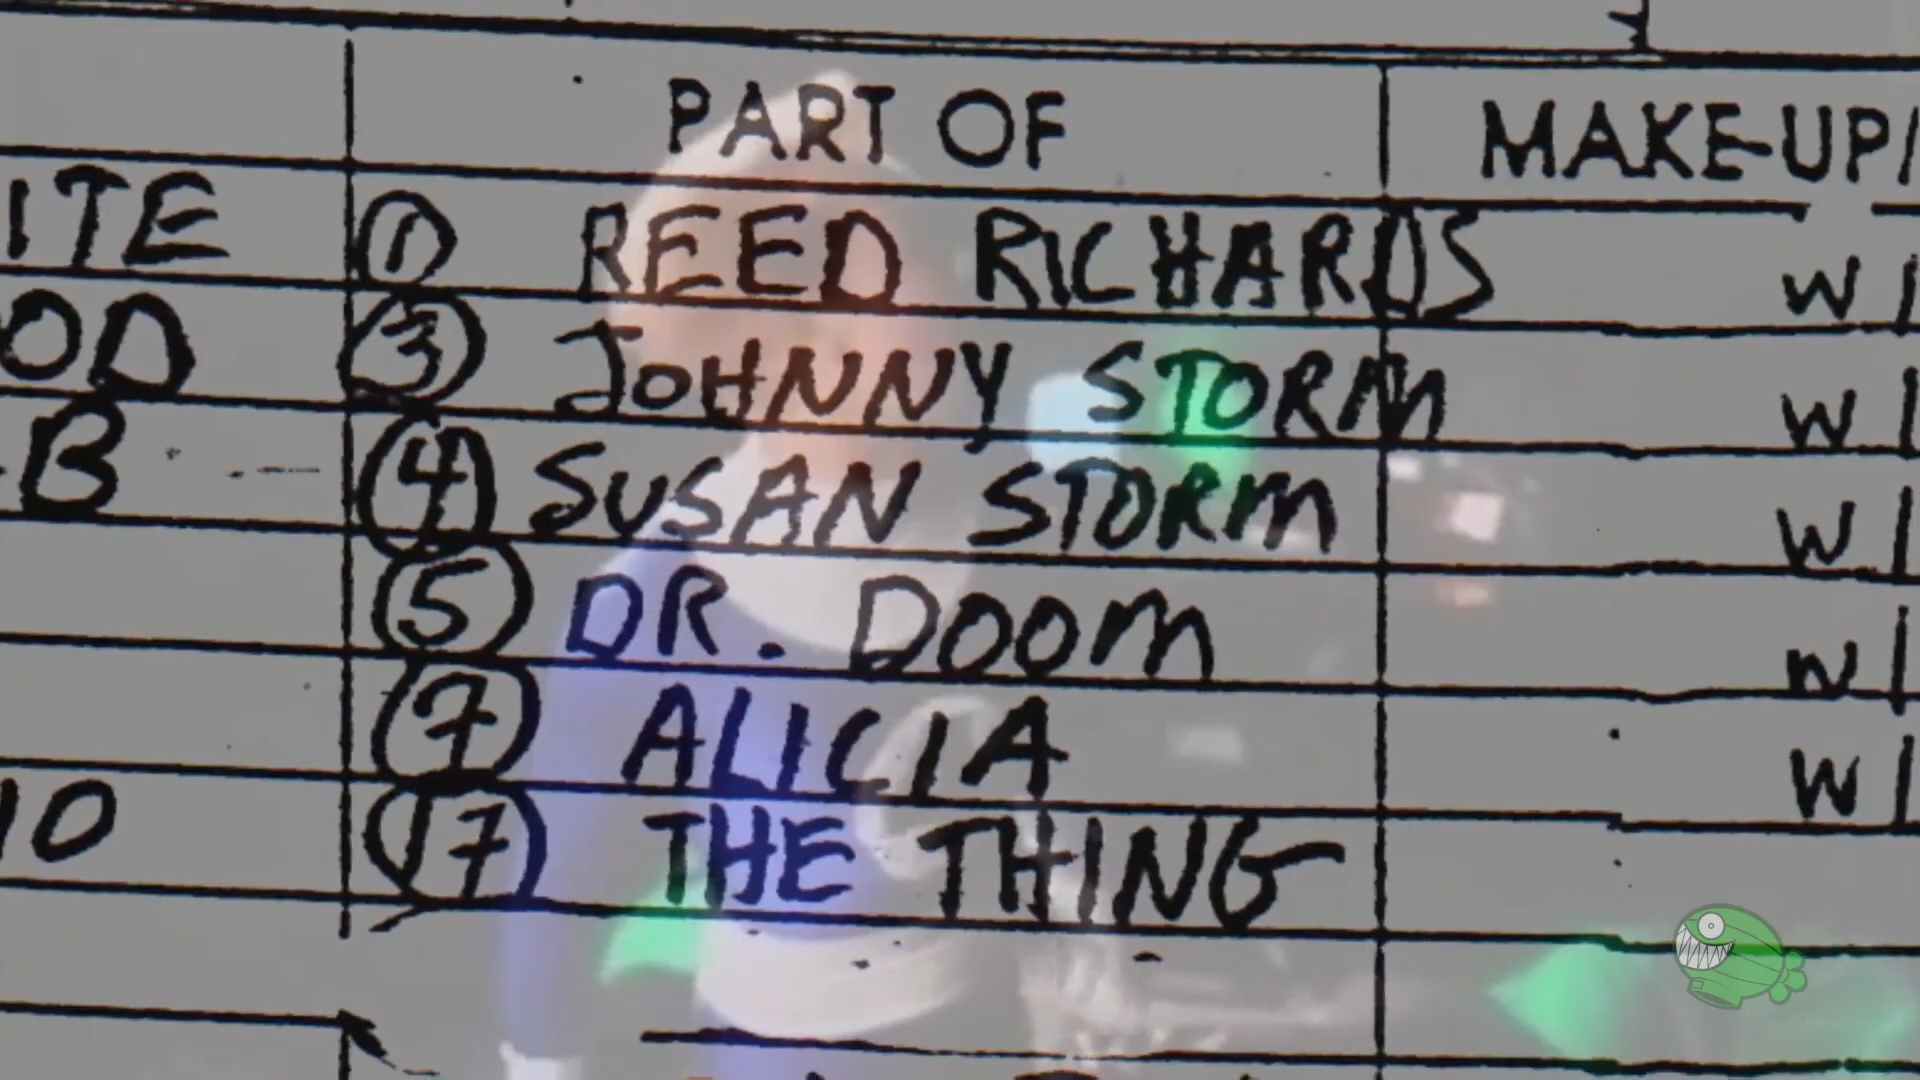 PART OF MAKE-UP/
ITE ① REED RICHARDS W/
OOD ③ JOHNNY STORM W/
B ④ SUSAN STORM W/
⑤ DR. DOOM W/
⑦ ALICIA W/
10 ⑰ THE THING